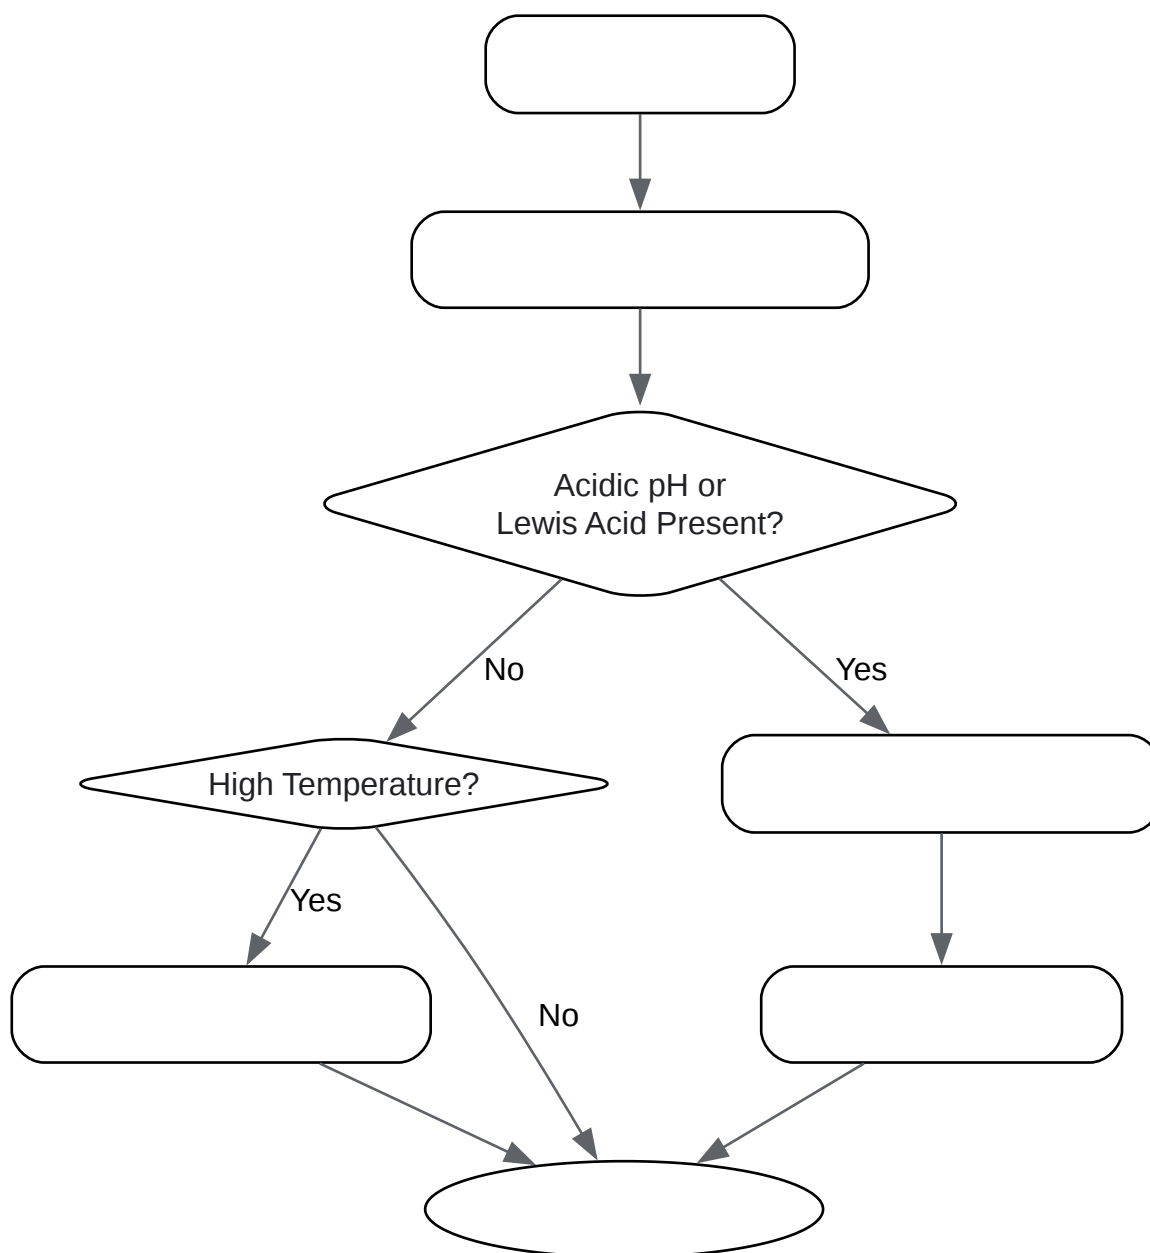 Acidic pH or
Lewis Acid Present?
No
Yes
High Temperature?
Yes
No